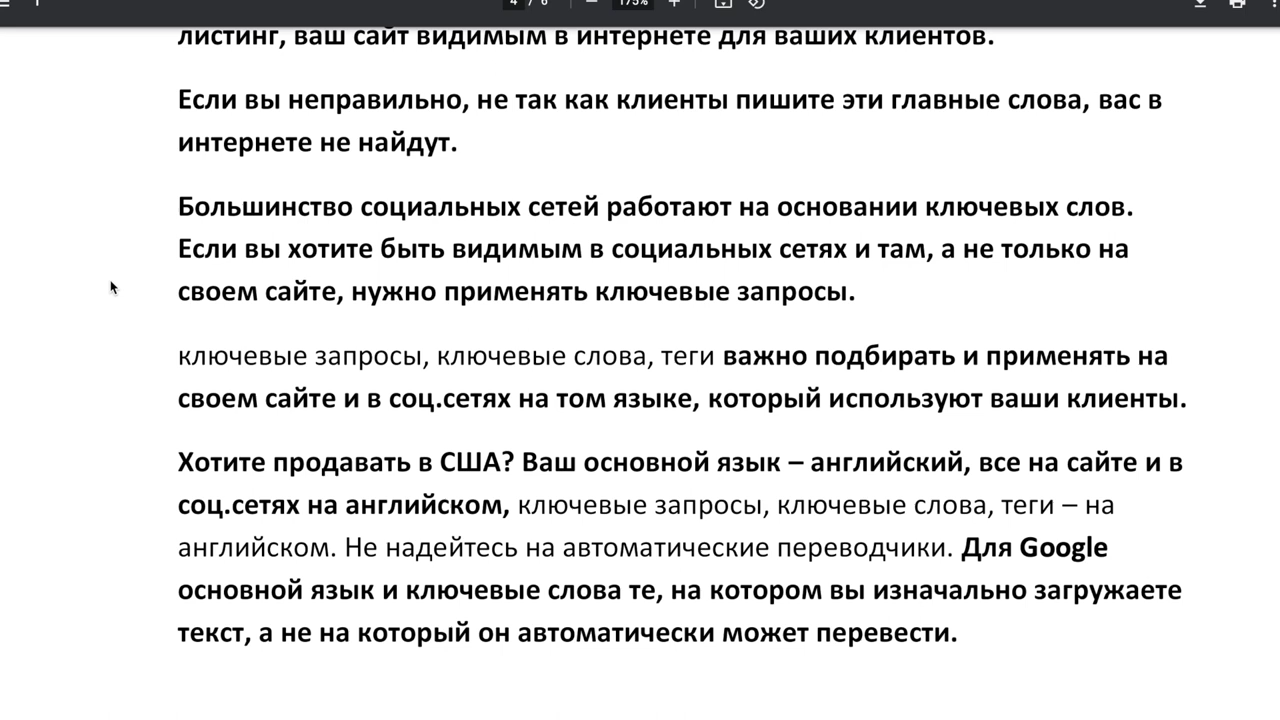 4 / 6 175%
листинг, ваш сайт видимым в интернете для ваших клиентов.
Если вы неправильно, не так как клиенты пишите эти главные слова, вас в
интернете не найдут.
Большинство социальных сетей работают на основании ключевых слов.
Если вы хотите быть видимым в социальных сетях и там, а не только на
своем сайте, нужно применять ключевые запросы.
ключевые запросы, ключевые слова, теги важно подбирать и применять на
своем сайте и в соц.сетях на том языке, который используют ваши клиенты.
Хотите продавать в США? Ваш основной язык – английский, все на сайте и в
соц.сетях на английском, ключевые запросы, ключевые слова, теги – на
английском. Не надейтесь на автоматические переводчики. Для Google
основной язык и ключевые слова те, на котором вы изначально загружаете
текст, а не на который он автоматически может перевести.